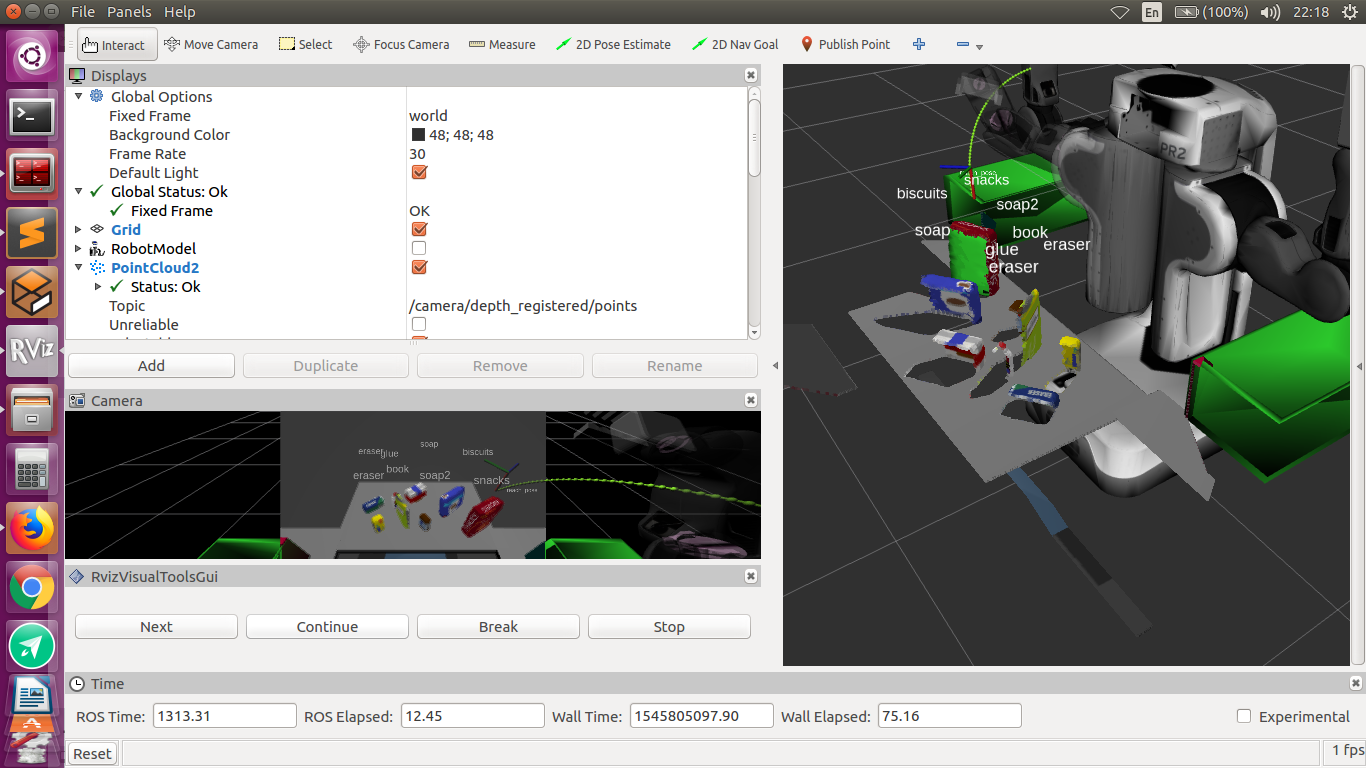 File Panels Help
En (100%) 22:18
Interact Move Camera Select Focus Camera Measure 2D Pose Estimate 2D Nav Goal Publish Point
Displays
Global Options
Fixed Frame world
Background Color 48; 48; 48
Frame Rate 30
Default Light
Global Status: Ok
Fixed Frame OK
Grid
RobotModel
PointCloud2
Status: Ok
Topic /camera/depth_registered/points
Unreliable
Add Duplicate Remove Rename
Camera
soap
eraser
glue
biscuits
book
eraser
soap2
snacks
RvizVisualToolsGui
Next Continue Break Stop
PR2
snacks
biscuits
soap2
soap
book
eraser
glue
eraser
RViz
Time
ROS Time: 1313.31 ROS Elapsed: 12.45 Wall Time: 1545805097.90 Wall Elapsed: 75.16 Experimental
Reset 1 fps